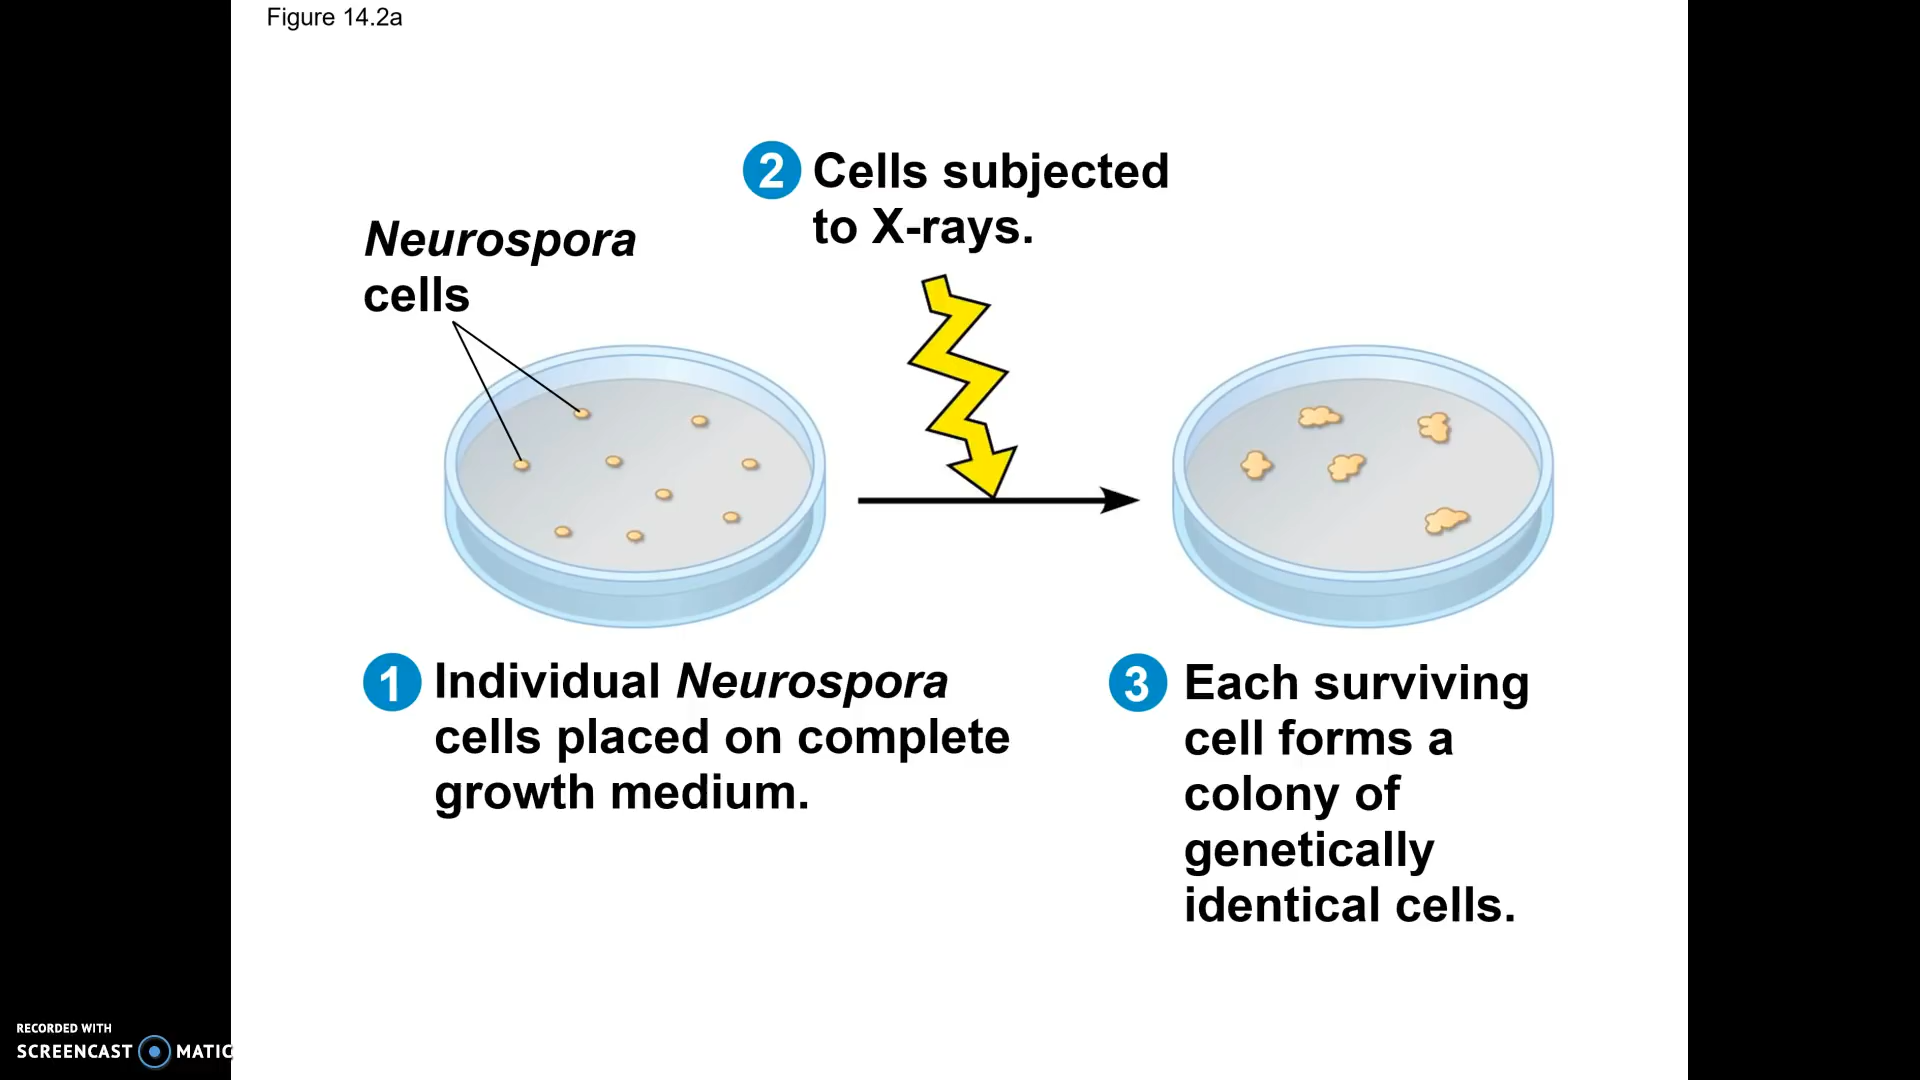 Figure 14.2a
2 Cells subjected
to X-rays.
Neurospora
cells
1 Individual Neurospora
cells placed on complete
growth medium.
3 Each surviving
cell forms a
colony of
genetically
identical cells.
RECORDED WITH
SCREENCAST MATIC